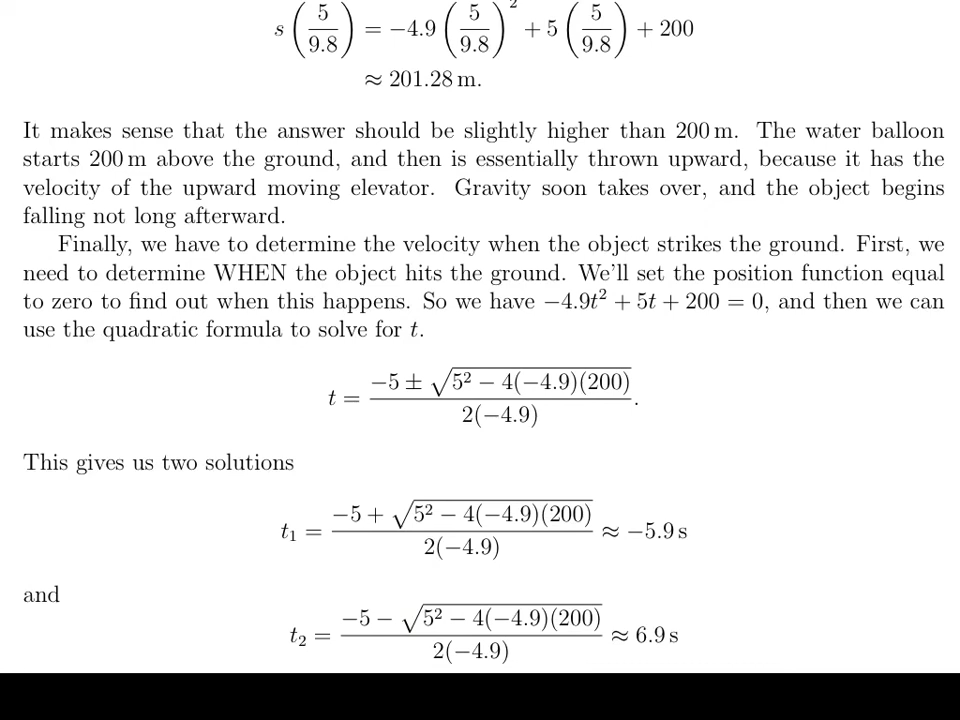 s(5/9.8) = −4.9(5/9.8)² + 5(5/9.8) + 200
≈ 201.28 m.
It makes sense that the answer should be slightly higher than 200 m. The water balloon
starts 200 m above the ground, and then is essentially thrown upward, because it has the
velocity of the upward moving elevator. Gravity soon takes over, and the object begins
falling not long afterward.
Finally, we have to determine the velocity when the object strikes the ground. First, we
need to determine WHEN the object hits the ground. We'll set the position function equal
to zero to find out when this happens. So we have −4.9t² + 5t + 200 = 0, and then we can
use the quadratic formula to solve for t.
t = (−5 ± √(5² − 4(−4.9)(200))) / (2(−4.9)).
This gives us two solutions
t₁ = (−5 + √(5² − 4(−4.9)(200))) / (2(−4.9)) ≈ −5.9 s
and
t₂ = (−5 − √(5² − 4(−4.9)(200))) / (2(−4.9)) ≈ 6.9 s